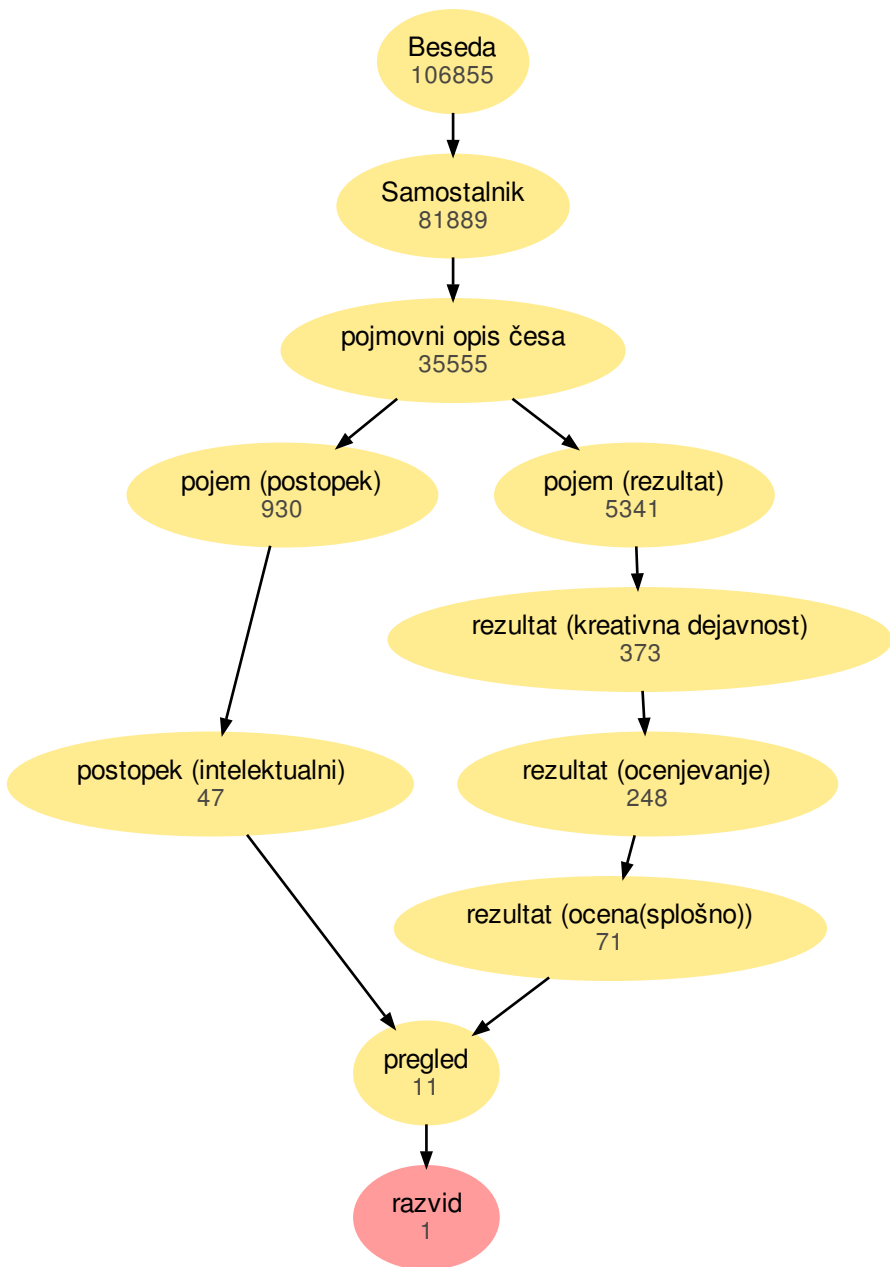 Beseda
106855
Samostalnik
81889
pojmovni opis česa
35555
pojem (postopek)
930
pojem (rezultat)
5341
rezultat (kreativna dejavnost)
373
postopek (intelektualni)
47
rezultat (ocenjevanje)
248
rezultat (ocena(splošno))
71
pregled
11
razvid
1